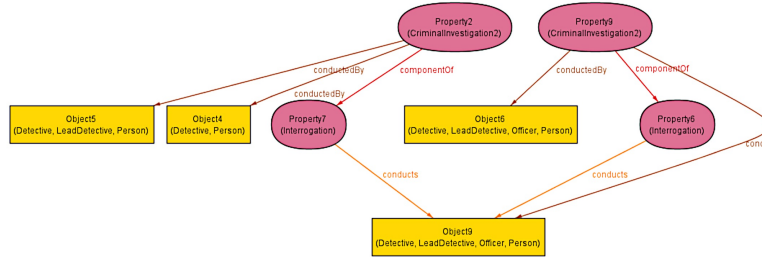 Property2
(CriminalInvestigation2)
Property9
(CriminalInvestigation2)
conductedBy
componentOf
conductedBy
componentOf
conductedBy
Object5
(Detective, LeadDetective, Person)
Object4
(Detective, Person)
Property7
(Interrogation)
Object6
(Detective, LeadDetective, Officer, Person)
Property6
(Interrogation)
conducts
conducts
Object9
(Detective, LeadDetective, Officer, Person)